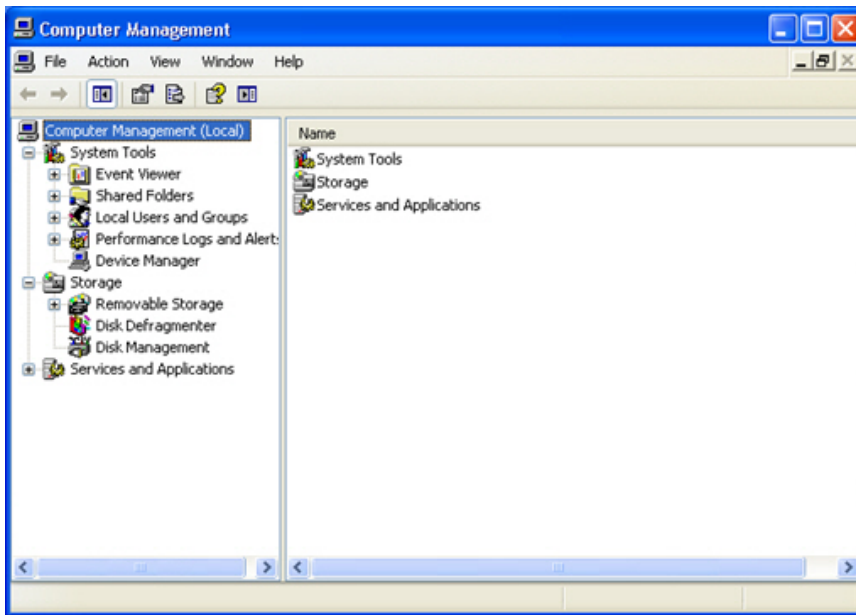 Computer Management
File Action View Window Help
Computer Management (Local)
System Tools
Event Viewer
Shared Folders
Local Users and Groups
Performance Logs and Alert
Device Manager
Storage
Removable Storage
Disk Defragmenter
Disk Management
Services and Applications
Name
System Tools
Storage
Services and Applications